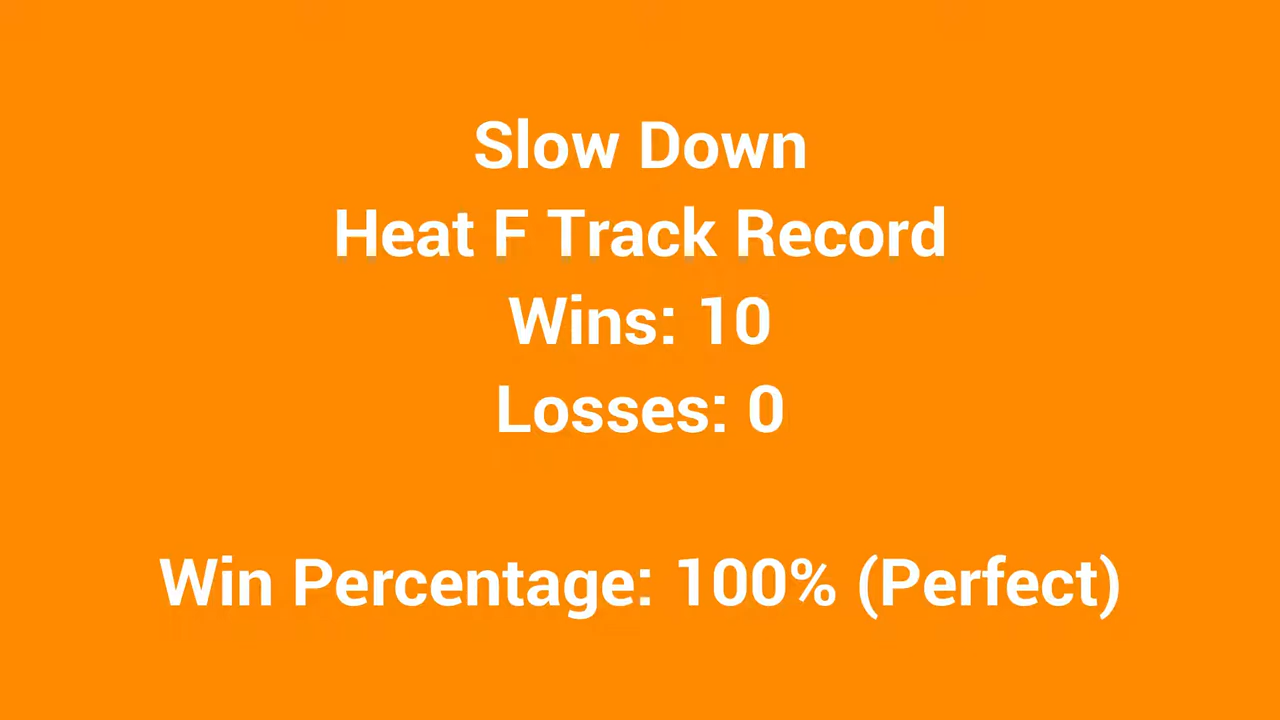 Slow Down
Heat F Track Record
Wins: 10
Losses: 0
Win Percentage: 100% (Perfect)